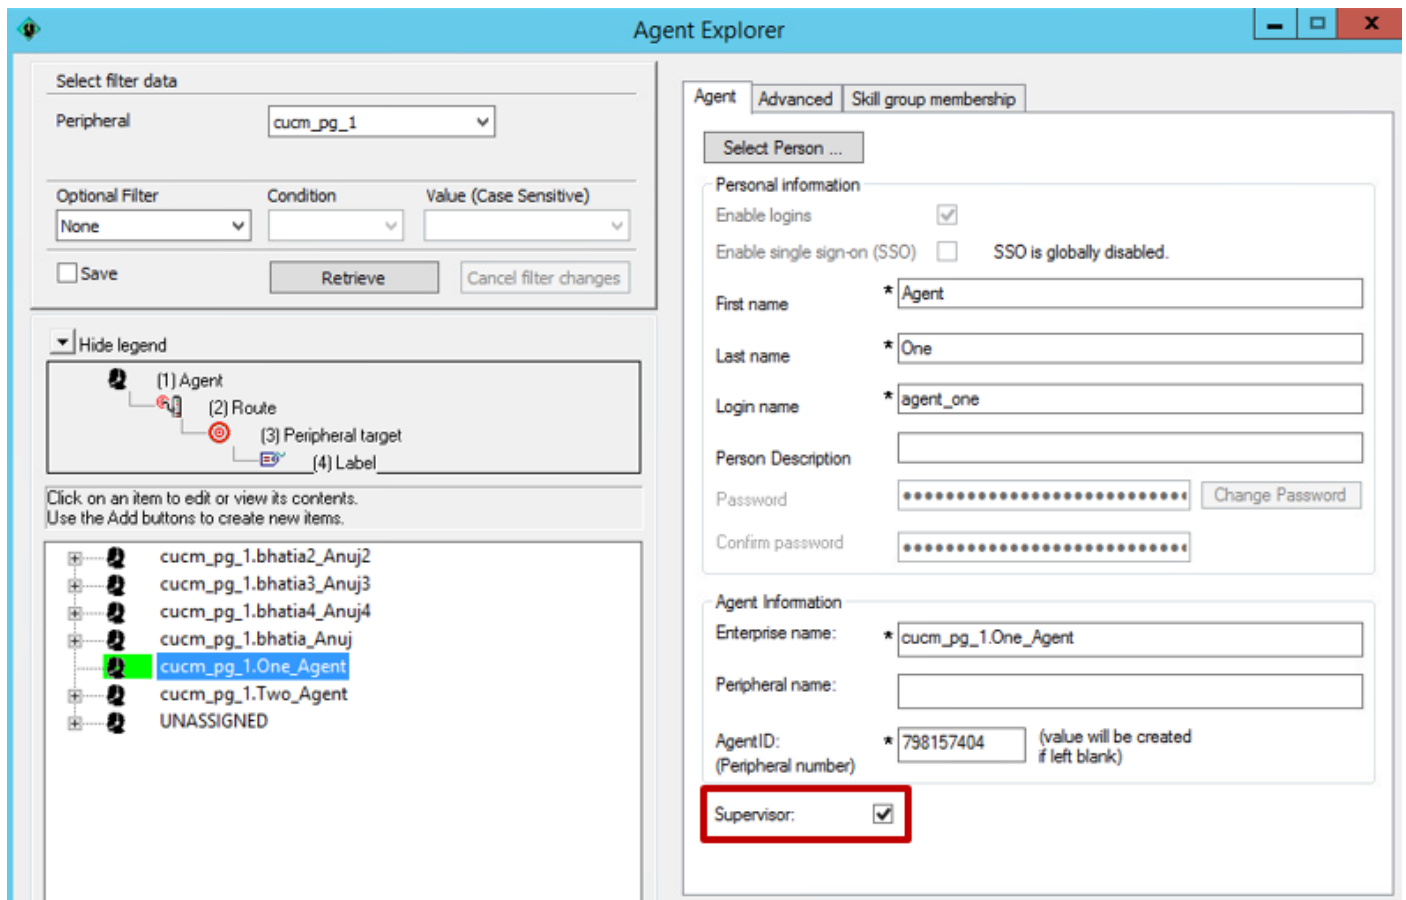 Agent Explorer
Select filter data
Peripheral
cucm_pg_1
Optional Filter
Condition
Value (Case Sensitive)
None
Save
Retrieve
Cancel filter changes
Hide legend
(1) Agent
(2) Route
(3) Peripheral target
(4) Label
Click on an item to edit or view its contents.
Use the Add buttons to create new items.
cucm_pg_1.bhatia2_Anuj2
cucm_pg_1.bhatia3_Anuj3
cucm_pg_1.bhatia4_Anuj4
cucm_pg_1.bhatia_Anuj
cucm_pg_1.One_Agent
cucm_pg_1.Two_Agent
UNASSIGNED
Agent
Advanced
Skill group membership
Select Person ...
Personal information
Enable logins
Enable single sign-on (SSO)
SSO is globally disabled.
First name
* Agent
Last name
* One
Login name
* agent_one
Person Description
Password
Change Password
Confirm password
Agent Information
Enterprise name:
* cucm_pg_1.One_Agent
Peripheral name:
AgentID:
(Peripheral number)
* 798157404
(value will be created
if left blank)
Supervisor: